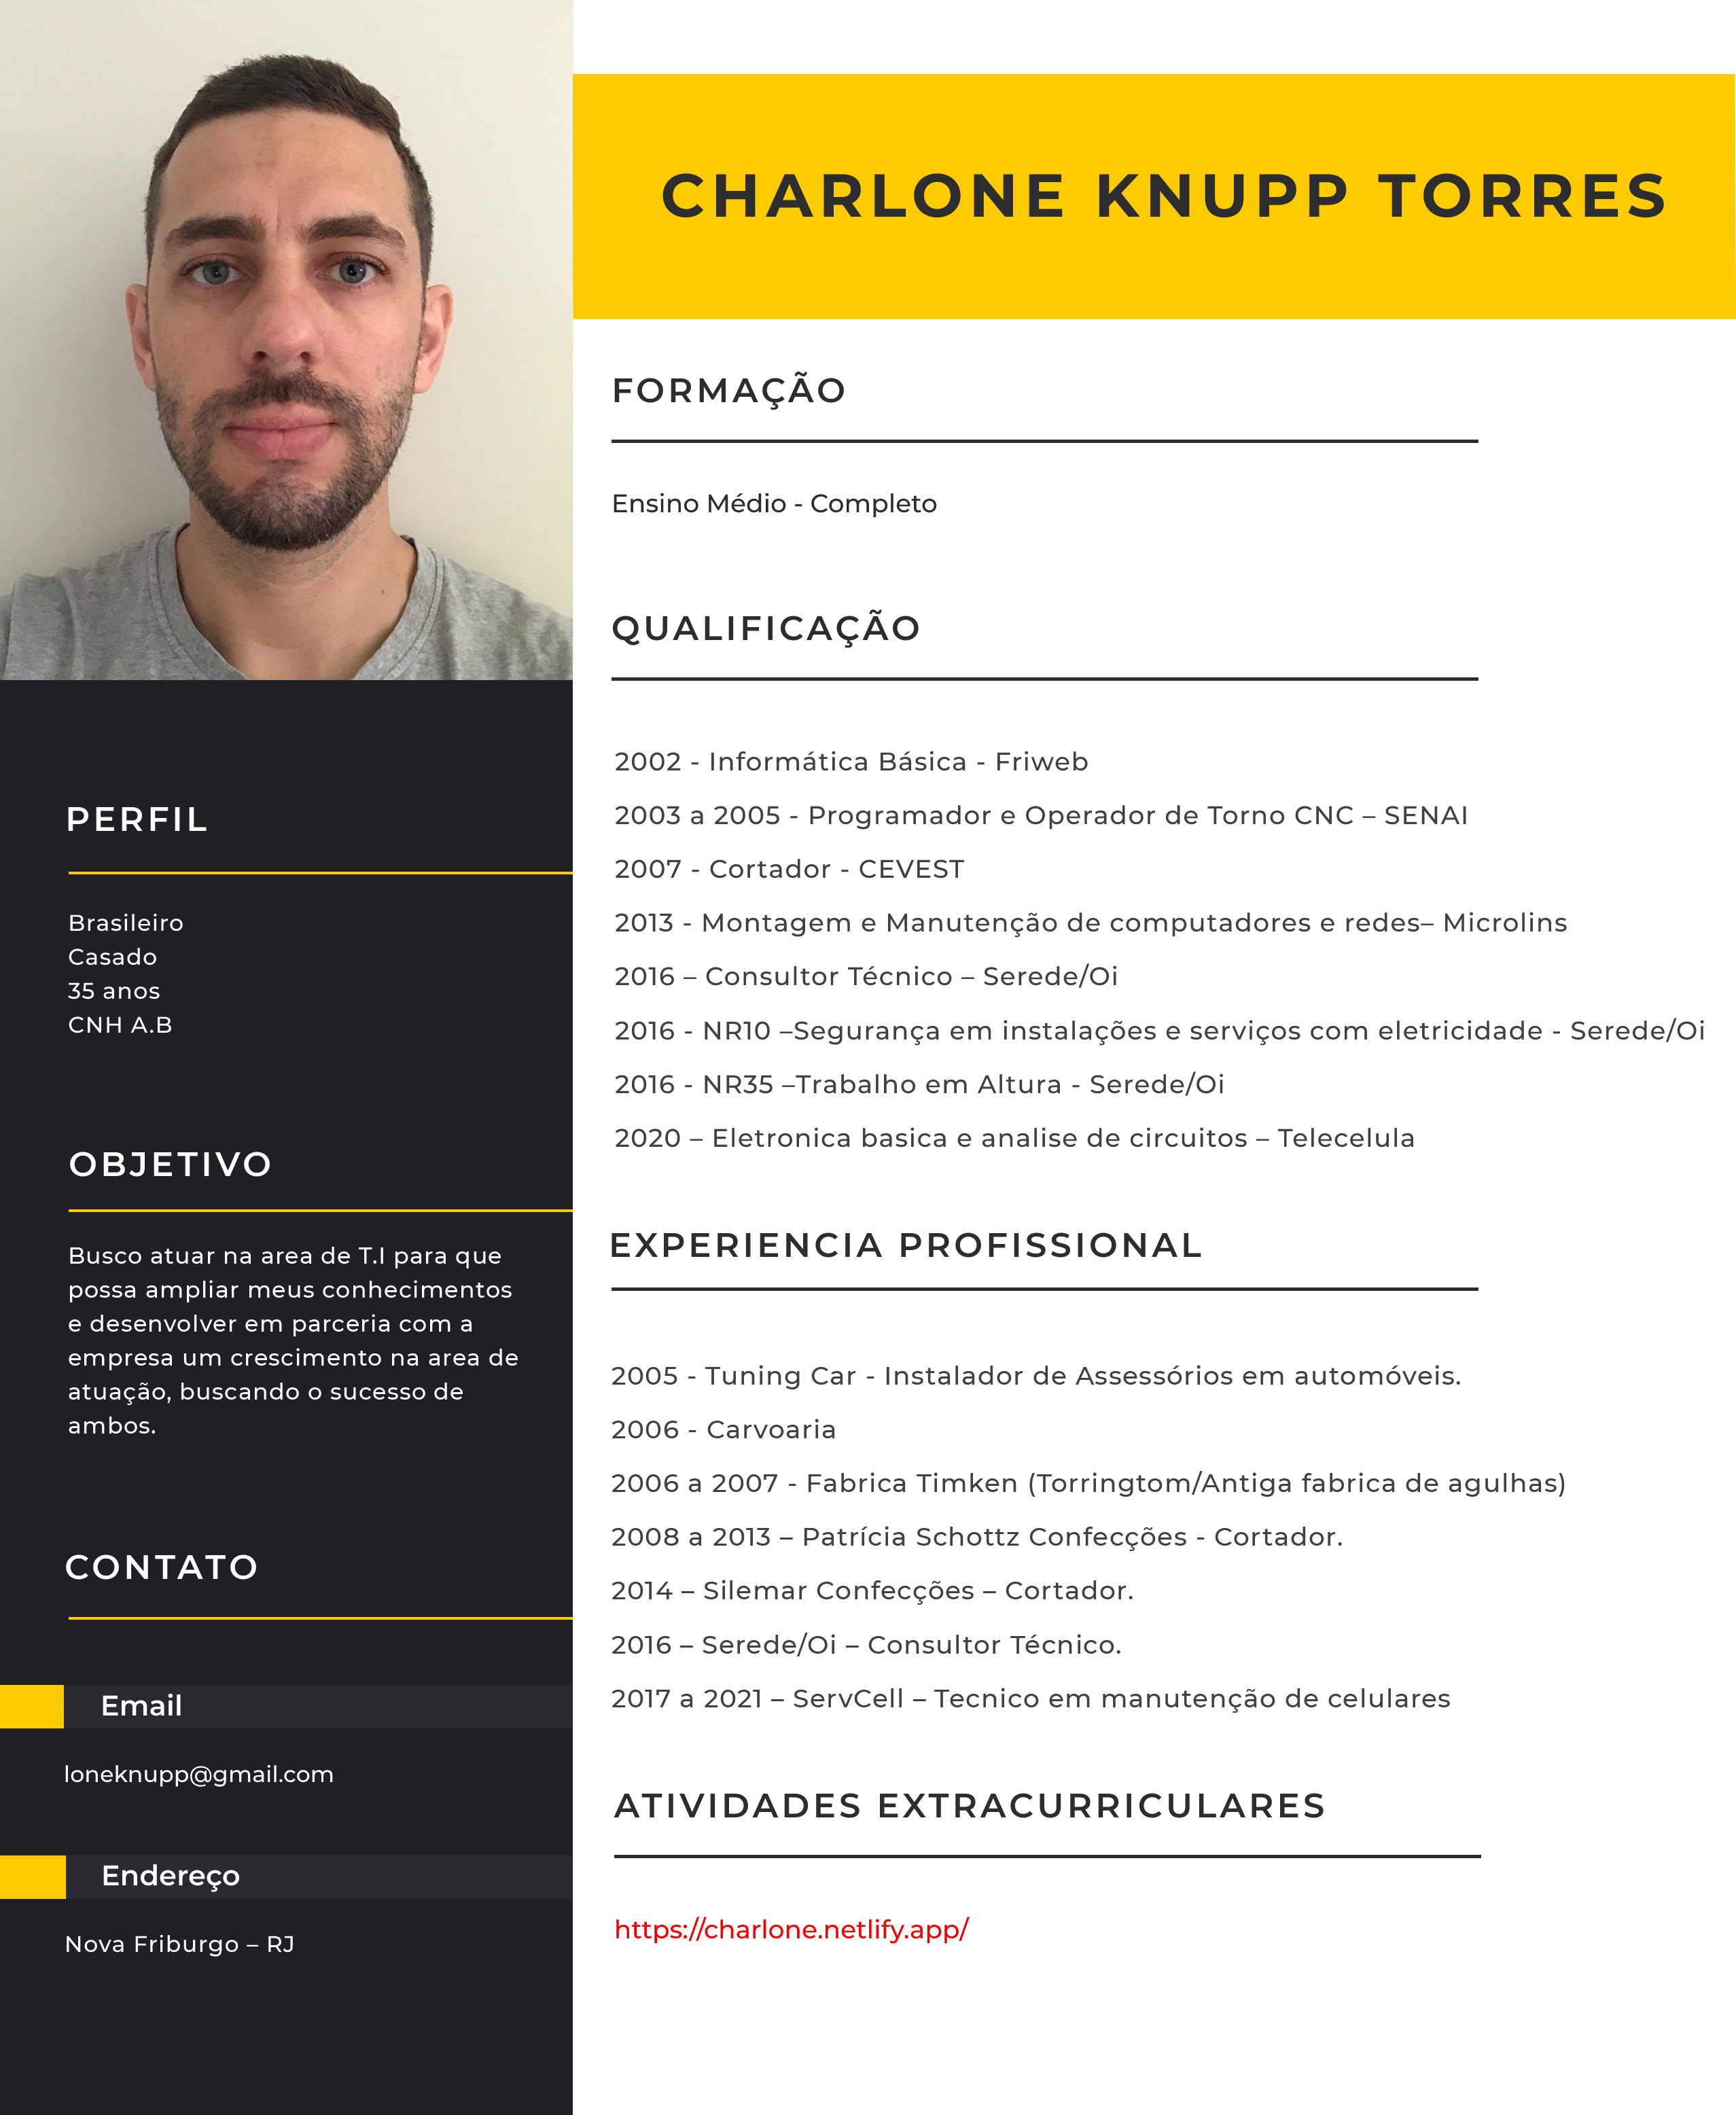 CHARLONE KNUPP TORRES
PERFIL
Brasileiro
Casado
35 anos
CNH A.B
OBJETIVO
Busco atuar na area de T.I para que
possa ampliar meus conhecimentos
e desenvolver em parceria com a
empresa um crescimento na area de
atuação, buscando o sucesso de
ambos.
CONTATO
Email
loneknupp@gmail.com
Endereço
Nova Friburgo – RJ
FORMAÇÃO
Ensino Médio - Completo
QUALIFICAÇÃO
2002 - Informática Básica - Friweb
2003 a 2005 - Programador e Operador de Torno CNC – SENAI
2007 - Cortador - CEVEST
2013 - Montagem e Manutenção de computadores e redes– Microlins
2016 – Consultor Técnico – Serede/Oi
2016 - NR10 –Segurança em instalações e serviços com eletricidade - Serede/Oi
2016 - NR35 –Trabalho em Altura - Serede/Oi
2020 – Eletronica basica e analise de circuitos – Telecelula
EXPERIENCIA PROFISSIONAL
2005 - Tuning Car - Instalador de Assessórios em automóveis.
2006 - Carvoaria
2006 a 2007 - Fabrica Timken (Torringtom/Antiga fabrica de agulhas)
2008 a 2013 – Patrícia Schottz Confecções - Cortador.
2014 – Silemar Confecções – Cortador.
2016 – Serede/Oi – Consultor Técnico.
2017 a 2021 – ServCell – Tecnico em manutenção de celulares
ATIVIDADES EXTRACURRICULARES
https://charlone.netlify.app/